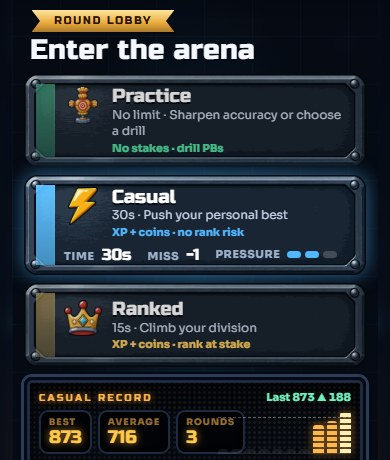 ROUND LOBBY
Enter the arena
Practice
No limit · Sharpen accuracy or choose
a drill
No stakes · drill PBs
Casual
30s · Push your personal best
XP + coins · no rank risk
TIME 30s MISS -1 PRESSURE
Ranked
15s · Climb your division
XP + coins · rank at stake
CASUAL RECORD Last 873 ▲ 188
BEST AVERAGE ROUNDS
873 716 3